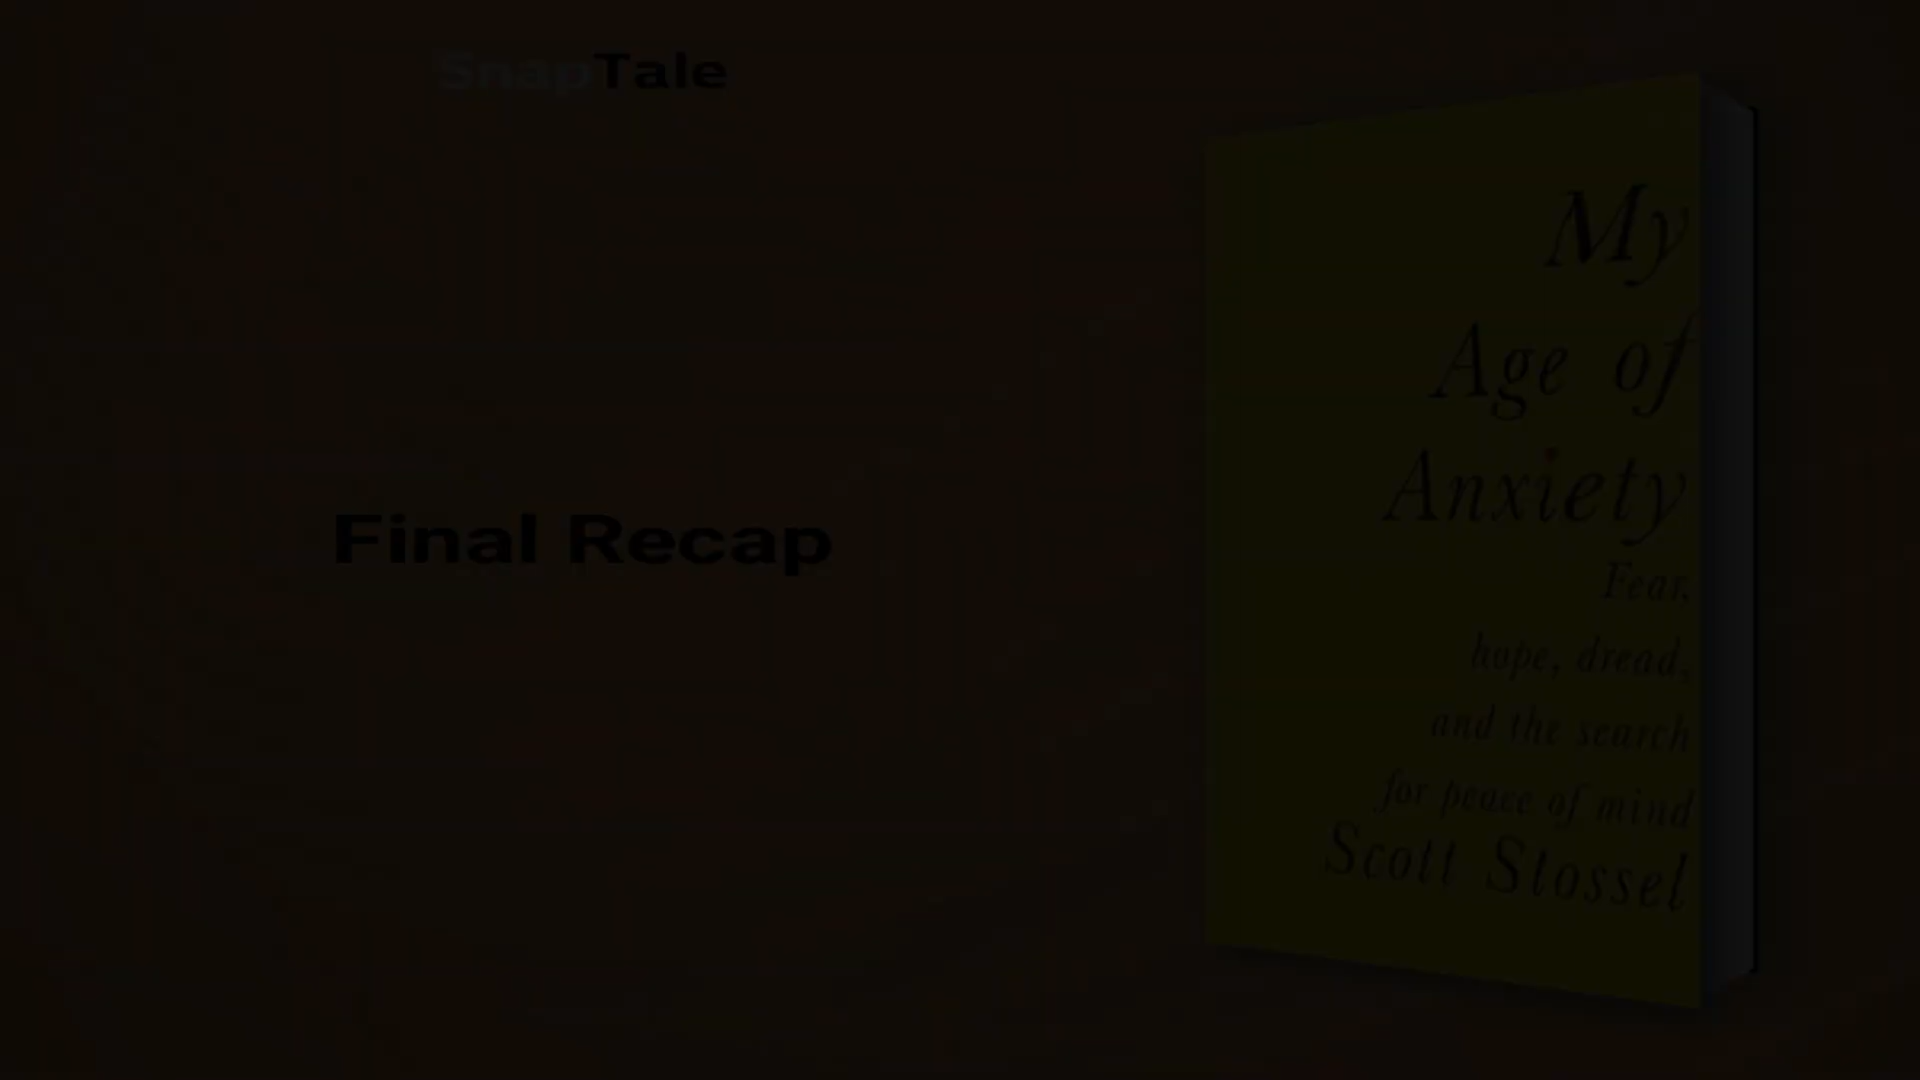 SnapTale
Final Recap
My
Age of
Anxiety
Fear,
hope, dread,
and the search
for peace of mind
Scott Stossel